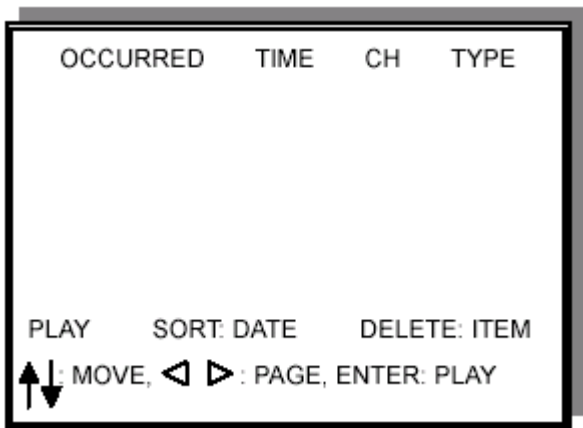 OCCURRED TIME CH TYPE
PLAY SORT: DATE DELETE: ITEM
: MOVE, : PAGE, ENTER: PLAY